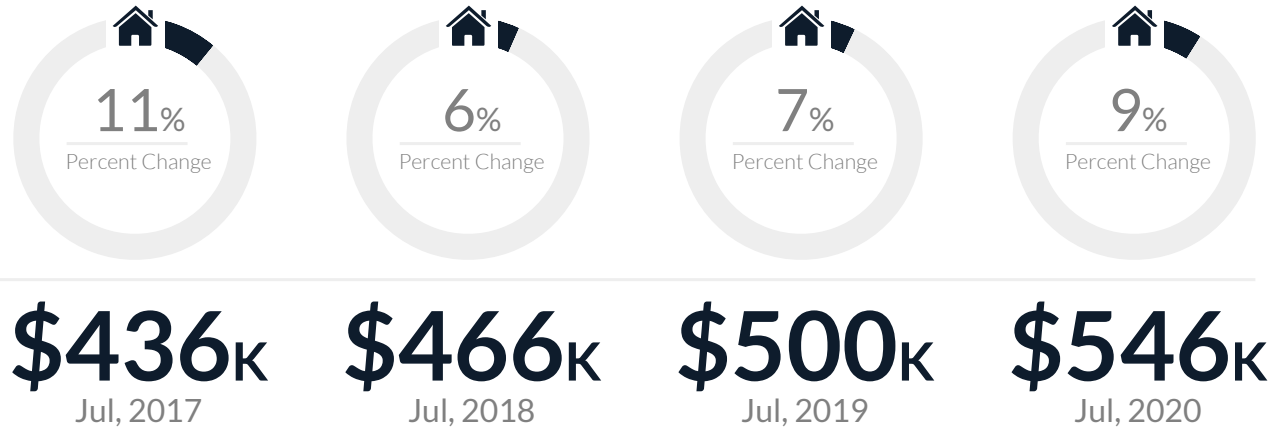 11% 6% 7% 9%
Percent Change Percent Change Percent Change Percent Change
$436K $466K $500K $546K
Jul, 2017 Jul, 2018 Jul, 2019 Jul, 2020